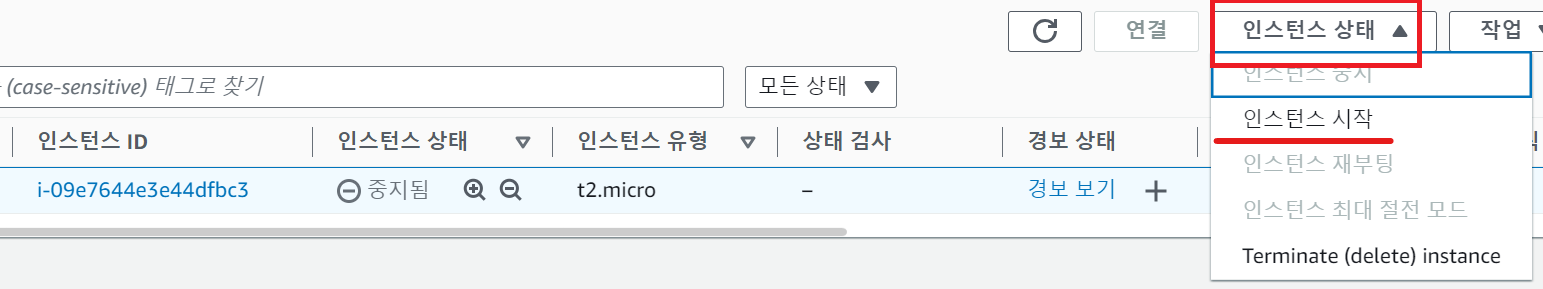 연결
인스턴스 상태 ▲
작업 ▼
(case-sensitive) 태그로 찾기
모든 상태 ▼
인스턴스 중지
인스턴스 시작
인스턴스 재부팅
인스턴스 최대 절전 모드
Terminate (delete) instance
인스턴스 ID
인스턴스 상태 ▽
인스턴스 유형 ▽
상태 검사
경보 상태
i-09e7644e3e44dfbc3
중지됨
t2.micro
–
경보 보기 +